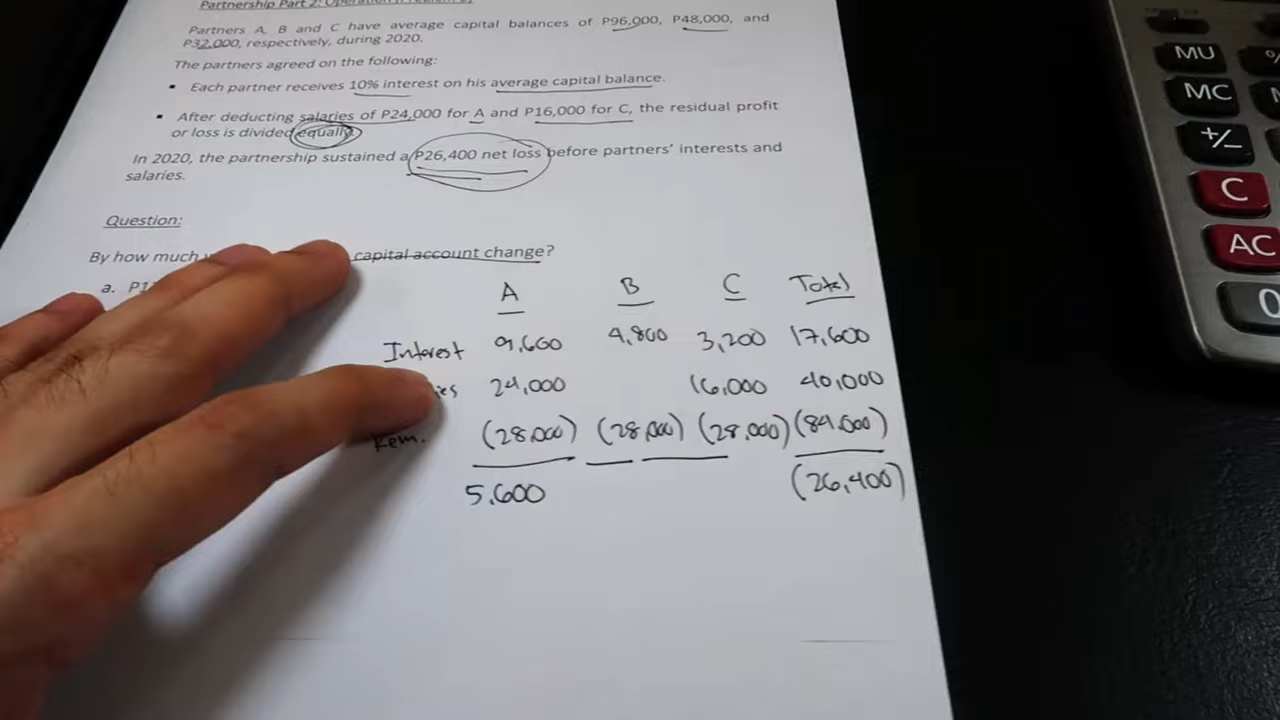 Partnership Part 2: Operation
Partners A, B and C have average capital balances of P96,000, P48,000, and
P32,000, respectively, during 2020.
The partners agreed on the following:
▪ Each partner receives 10% interest on his average capital balance.
▪ After deducting salaries of P24,000 for A and P16,000 for C, the residual profit
or loss is divided equally.
In 2020, the partnership sustained a P26,400 net loss before partners' interests and
salaries.
Question:
By how much capital account change?
a.
A B C Total
Interest 9,600 4,800 3,200 17,600
24,000 16,000 40,000
Rem. (28,000) (28,000) (28,000) (84,000)
5,600 (26,400)
MU
MC
%
+/−
C
AC
0